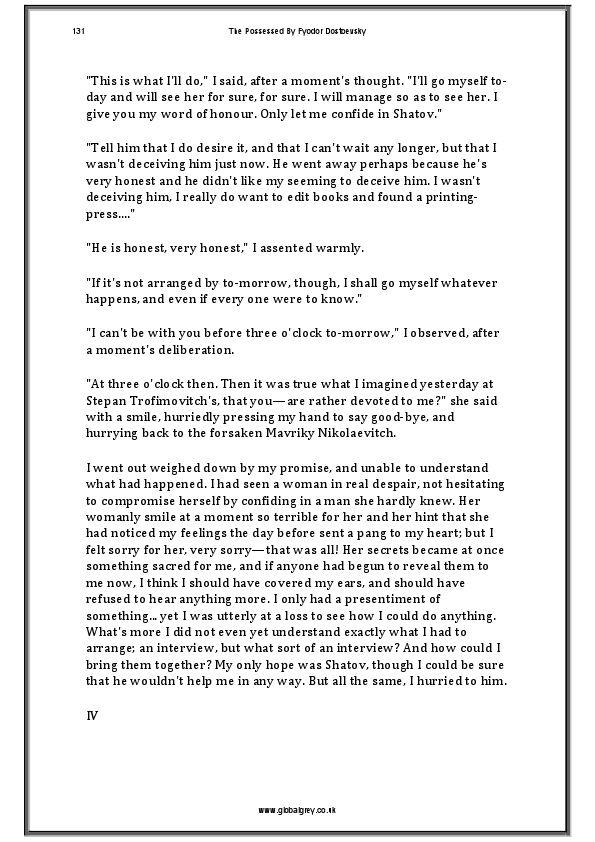 131
The Possessed By Fyodor Dostoevsky
"This is what I'll do," I said, after a moment's thought. "I'll go myself to-
day and will see her for sure, for sure. I will manage so as to see her. I
give you my word of honour. Only let me confide in Shatov."
"Tell him that I do desire it, and that I can't wait any longer, but that I
wasn't deceiving him just now. He went away perhaps because he's
very honest and he didn't like my seeming to deceive him. I wasn't
deceiving him, I really do want to edit books and found a printing-
press...."
"He is honest, very honest," I assented warmly.
"If it's not arranged by to-morrow, though, I shall go myself whatever
happens, and even if every one were to know."
"I can't be with you before three o'clock to-morrow," I observed, after
a moment's deliberation.
"At three o'clock then. Then it was true what I imagined yesterday at
Stepan Trofimovitch's, that you—are rather devoted to me?" she said
with a smile, hurriedly pressing my hand to say good-bye, and
hurrying back to the forsaken Mavriky Nikolaevitch.
I went out weighed down by my promise, and unable to understand
what had happened. I had seen a woman in real despair, not hesitating
to compromise herself by confiding in a man she hardly knew. Her
womanly smile at a moment so terrible for her and her hint that she
had noticed my feelings the day before sent a pang to my heart; but I
felt sorry for her, very sorry—that was all! Her secrets became at once
something sacred for me, and if anyone had begun to reveal them to
me now, I think I should have covered my ears, and should have
refused to hear anything more. I only had a presentiment of
something... yet I was utterly at a loss to see how I could do anything.
What's more I did not even yet understand exactly what I had to
arrange; an interview, but what sort of an interview? And how could I
bring them together? My only hope was Shatov, though I could be sure
that he wouldn't help me in any way. But all the same, I hurried to him.
IV
www.globalgrey.co.uk